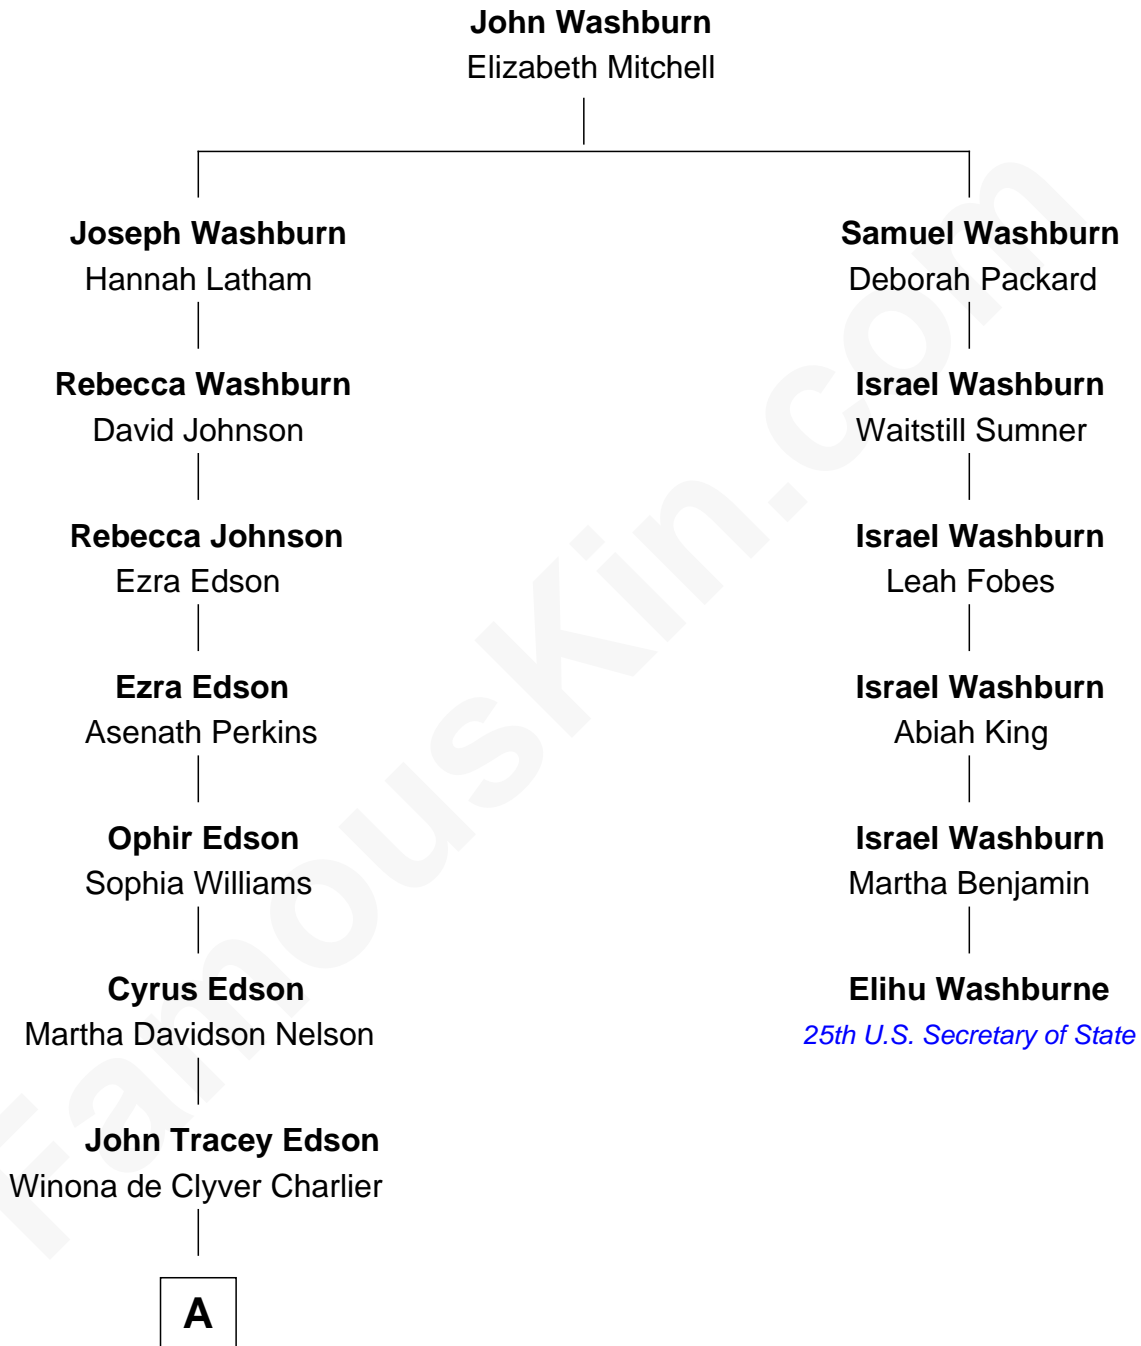 John Washburn
Elizabeth Mitchell
Joseph Washburn
Hannah Latham
Samuel Washburn
Deborah Packard
Rebecca Washburn
David Johnson
Israel Washburn
Waitstill Sumner
Rebecca Johnson
Ezra Edson
Israel Washburn
Leah Fobes
Ezra Edson
Asenath Perkins
Israel Washburn
Abiah King
Ophir Edson
Sophia Williams
Israel Washburn
Martha Benjamin
Cyrus Edson
Martha Davidson Nelson
Elihu Washburne
25th U.S. Secretary of State
John Tracey Edson
Winona de Clyver Charlier
A
FamousKin.com